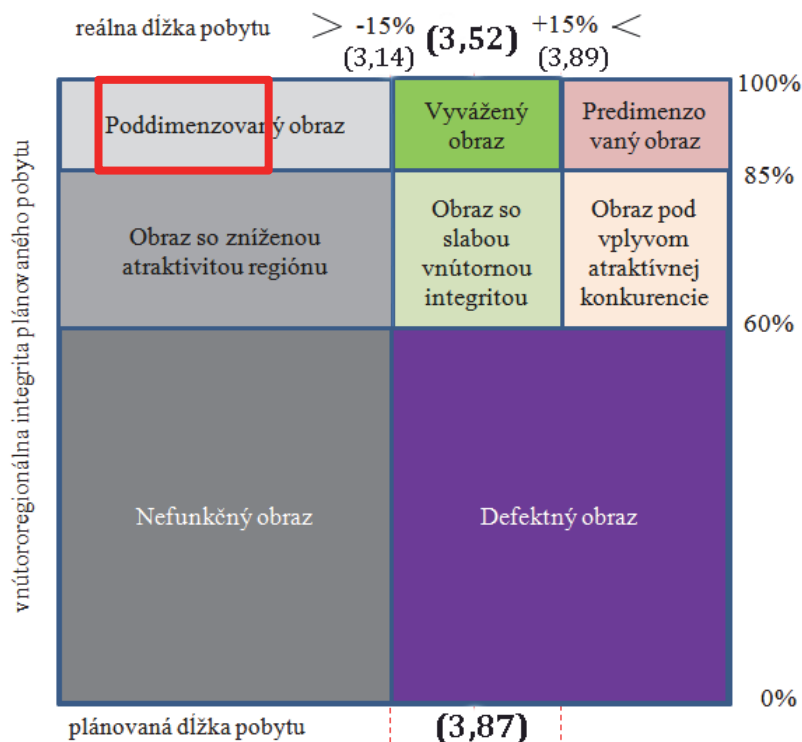 reálna dĺžka pobytu > -15% (3,52) +15% <
(3,14) (3,89)
100%
Poddimenzovaný obraz
Vyvážený
obraz
Predimenzo
vaný obraz
85%
Obraz so zníženou
atraktivitou regiónu
Obraz so
slabou
vnútornou
integritou
Obraz pod
vplyvom
atraktívnej
konkurencie
60%
Nefunkčný obraz
Defektný obraz
0%
vnútororegionálna integrita plánovaného pobytu
plánovaná dĺžka pobytu (3,87)